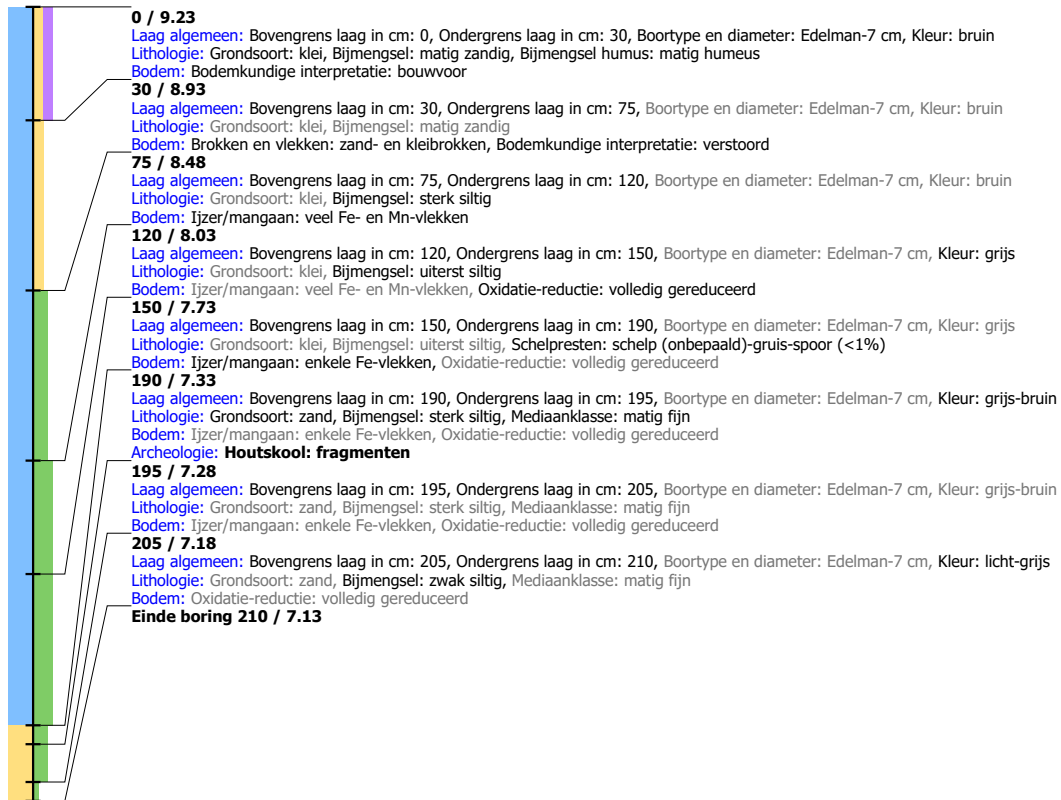 0 / 9.23
Laag algemeen: Bovengrens laag in cm: 0, Ondergrens laag in cm: 30, Boortype en diameter: Edelman-7 cm, Kleur: bruin
Lithologie: Grondsoort: klei, Bijmengsel: matig zandig, Bijmengsel humus: matig humeus
Bodem: Bodemkundige interpretatie: bouwvoor
30 / 8.93
Laag algemeen: Bovengrens laag in cm: 30, Ondergrens laag in cm: 75, Boortype en diameter: Edelman-7 cm, Kleur: bruin
Lithologie: Grondsoort: klei, Bijmengsel: matig zandig
Bodem: Brokken en vlekken: zand- en kleibrokken, Bodemkundige interpretatie: verstoord
75 / 8.48
Laag algemeen: Bovengrens laag in cm: 75, Ondergrens laag in cm: 120, Boortype en diameter: Edelman-7 cm, Kleur: bruin
Lithologie: Grondsoort: klei, Bijmengsel: sterk siltig
Bodem: Ijzer/mangaan: veel Fe- en Mn-vlekken
120 / 8.03
Laag algemeen: Bovengrens laag in cm: 120, Ondergrens laag in cm: 150, Boortype en diameter: Edelman-7 cm, Kleur: grijs
Lithologie: Grondsoort: klei, Bijmengsel: uiterst siltig
Bodem: Ijzer/mangaan: veel Fe- en Mn-vlekken, Oxidatie-reductie: volledig gereduceerd
150 / 7.73
Laag algemeen: Bovengrens laag in cm: 150, Ondergrens laag in cm: 190, Boortype en diameter: Edelman-7 cm, Kleur: grijs
Lithologie: Grondsoort: klei, Bijmengsel: uiterst siltig, Schelpresten: schelp (onbepaald)-gruis-spoor (<1%)
Bodem: Ijzer/mangaan: enkele Fe-vlekken, Oxidatie-reductie: volledig gereduceerd
190 / 7.33
Laag algemeen: Bovengrens laag in cm: 190, Ondergrens laag in cm: 195, Boortype en diameter: Edelman-7 cm, Kleur: grijs-bruin
Lithologie: Grondsoort: zand, Bijmengsel: sterk siltig, Mediaanklasse: matig fijn
Bodem: Ijzer/mangaan: enkele Fe-vlekken, Oxidatie-reductie: volledig gereduceerd
Archeologie: Houtskool: fragmenten
195 / 7.28
Laag algemeen: Bovengrens laag in cm: 195, Ondergrens laag in cm: 205, Boortype en diameter: Edelman-7 cm, Kleur: grijs-bruin
Lithologie: Grondsoort: zand, Bijmengsel: sterk siltig, Mediaanklasse: matig fijn
Bodem: Ijzer/mangaan: enkele Fe-vlekken, Oxidatie-reductie: volledig gereduceerd
205 / 7.18
Laag algemeen: Bovengrens laag in cm: 205, Ondergrens laag in cm: 210, Boortype en diameter: Edelman-7 cm, Kleur: licht-grijs
Lithologie: Grondsoort: zand, Bijmengsel: zwak siltig, Mediaanklasse: matig fijn
Bodem: Oxidatie-reductie: volledig gereduceerd
Einde boring 210 / 7.13